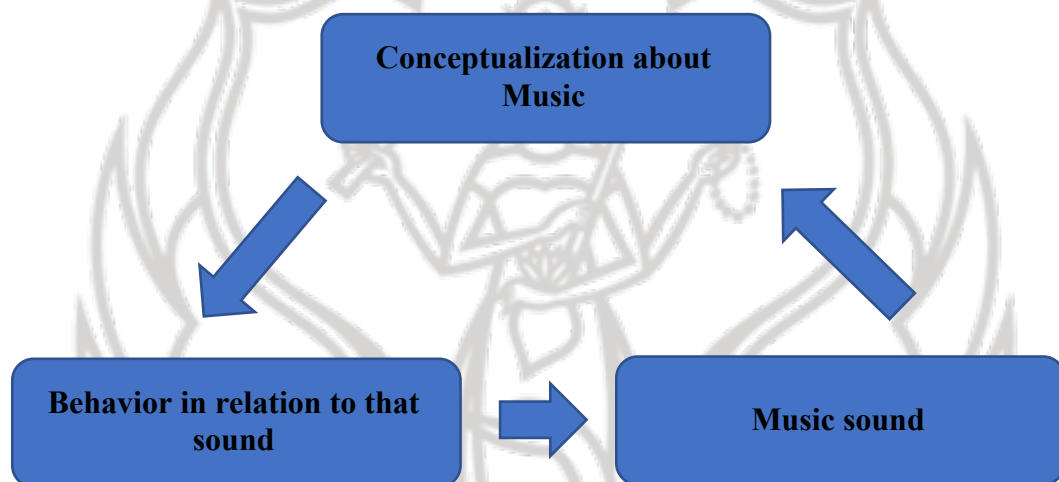 Conceptualization about
Music
Behavior in relation to that
sound
Music sound